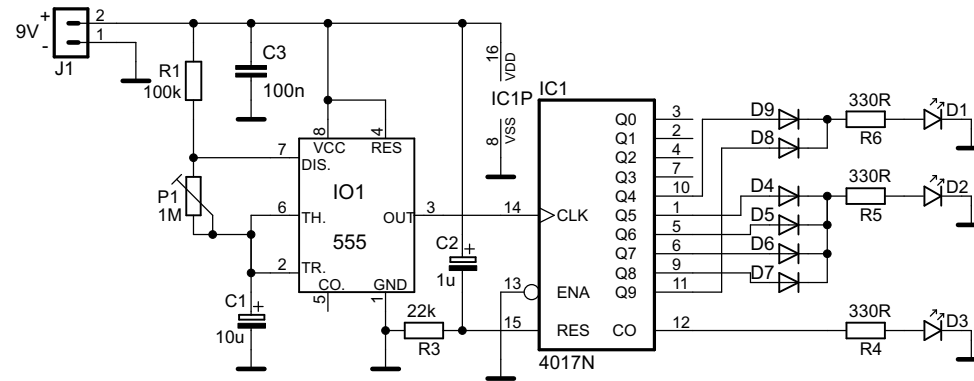 9V
+
-
2
1
J1
R1
100k
C3
100n
P1
1M
7
6
2
8
4
VCC
RES
DIS.
IO1
TH.
OUT
3
555
TR.
CO.
GND
5
1
C1
+
10u
22k
R3
C2
+
1u
16
VDD
IC1P
8
VSS
IC1
14
CLK
13
ENA
15
RES
CO
4017N
Q0
Q1
Q2
Q3
Q4
Q5
Q6
Q7
Q8
Q9
3
2
4
7
10
1
5
6
9
11
12
D9
D8
D4
D5
D6
D7
330R
R6
D1
330R
R5
D2
330R
R4
D3